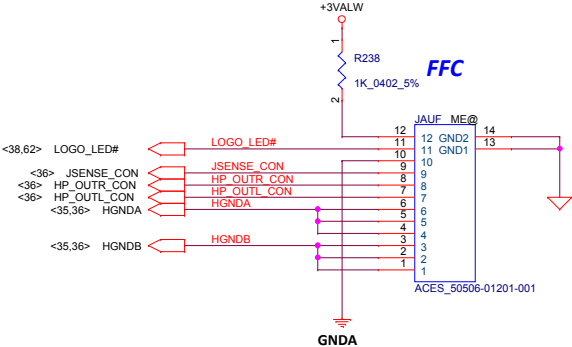 +3VALW
1
R238
1K_0402_5%
2
FFC
JAUF ME@
12 12 GND2 14
<38,62> LOGO_LED# LOGO_LED# 11 11 GND1 13
10 10
<36> JSENSE_CON JSENSE_CON 9 9
<36> HP_OUTR_CON HP_OUTR_CON 8 8
<36> HP_OUTL_CON HP_OUTL_CON 7 7
<35,36> HGNDA HGNDA 6 6
5 5
4 4
<35,36> HGNDB HGNDB 3 3
2 2
1 1
ACES_50506-01201-001
GNDA